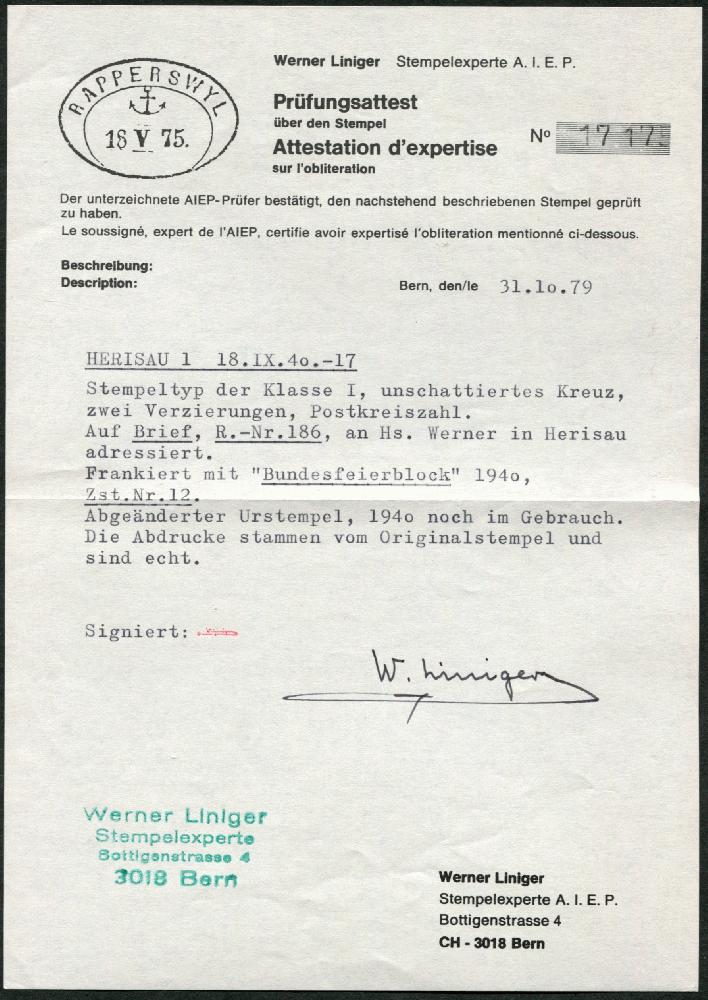 Werner Liniger Stempelexperte A. I. E. P.
RAPPERSWYL
18 V 75.
Prüfungsattest
über den Stempel
Attestation d'expertise
sur l'oblitération
No 1717
Der unterzeichnete AIEP-Prüfer bestätigt, den nachstehend beschriebenen Stempel geprüft
zu haben.
Le soussigné, expert de l'AIEP, certifie avoir expertisé l'oblitération mentionné ci-dessous.
Beschreibung:
Description:
Bern, den/le 31.1o.79
HERISAU 1 18.IX.4o.-17
Stempeltyp der Klasse I, unschattiertes Kreuz,
zwei Verzierungen, Postkreiszahl.
Auf Brief, R.-Nr.186, an Hs. Werner in Herisau
adressiert.
Frankiert mit "Bundesfeierblock" 194o,
Zst.Nr.12.
Abgeänderter Urstempel, 194o noch im Gebrauch.
Die Abdrucke stammen vom Originalstempel und
sind echt.
Signiert:
W. Liniger
Werner Liniger
Stempelexperte
Bottigenstrasse 4
3018 Bern
Werner Liniger
Stempelexperte A. I. E. P.
Bottigenstrasse 4
CH - 3018 Bern